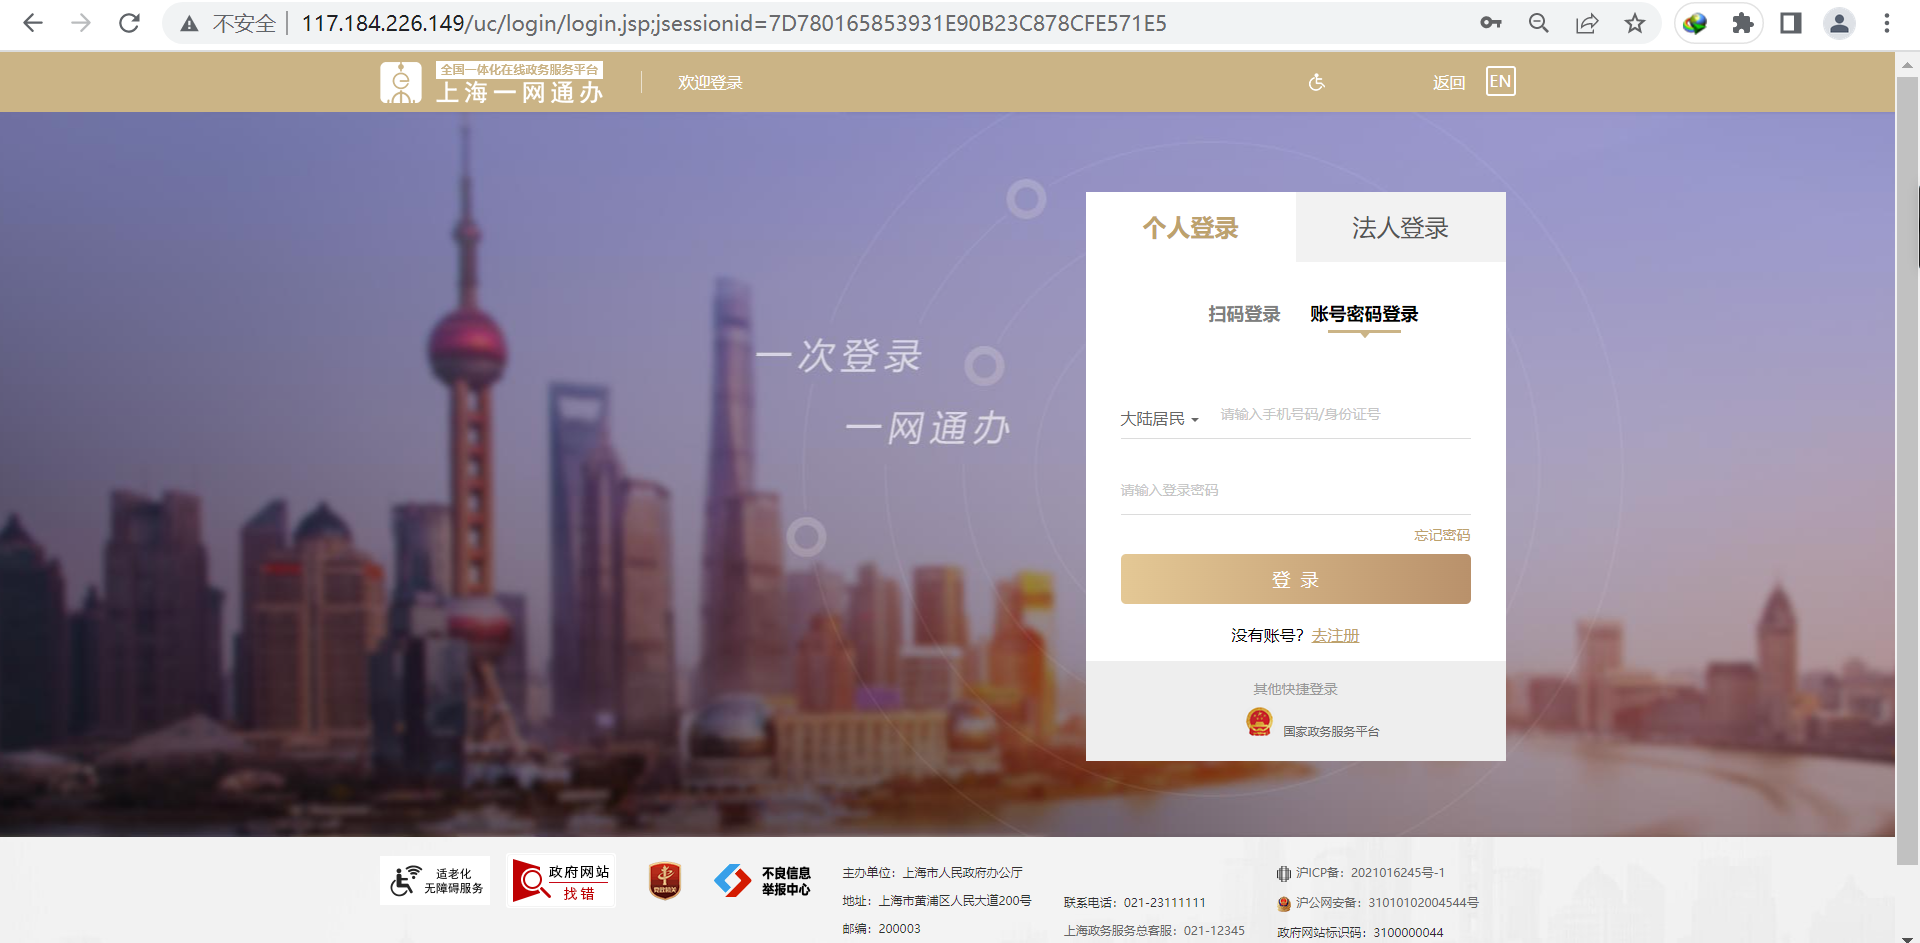 不安全 | 117.184.226.149/uc/login/login.jsp;jsessionid=7D780165853931E90B23C878CFE571E5
全国一体化在线政务服务平台
上海一网通办
欢迎登录
返回
EN
个人登录
法人登录
扫码登录
账号密码登录
一次登录
一网通办
大陆居民
请输入手机号码/身份证号
请输入登录密码
忘记密码
登 录
没有账号? 去注册
其他快捷登录
国家政务服务平台
适老化
无障碍服务
政府网站
找错
党政机关
不良信息
举报中心
主办单位：上海市人民政府办公厅
地址：上海市黄浦区人民大道200号
邮编：200003
联系电话：021-23111111
上海政务服务总客服：021-12345
沪ICP备：2021016245号-1
沪公网安备：31010102004544号
政府网站标识码：3100000044